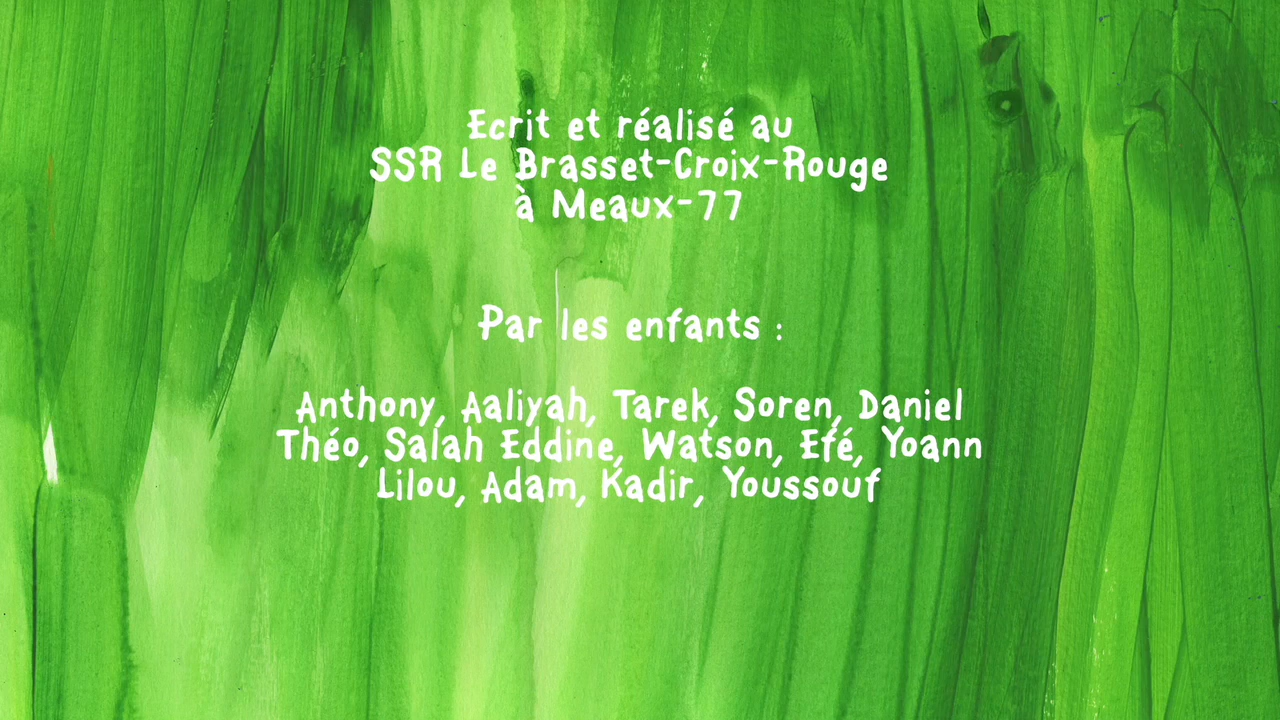 Ecrit et réalisé au
SSR Le Brasset-Croix-Rouge
à Meaux-77
Par les enfants :
Anthony, Aaliyah, Tarek, Soren, Daniel
Théo, Salah Eddine, Watson, Efé, Yoann
Lilou, Adam, Kadir, Youssouf